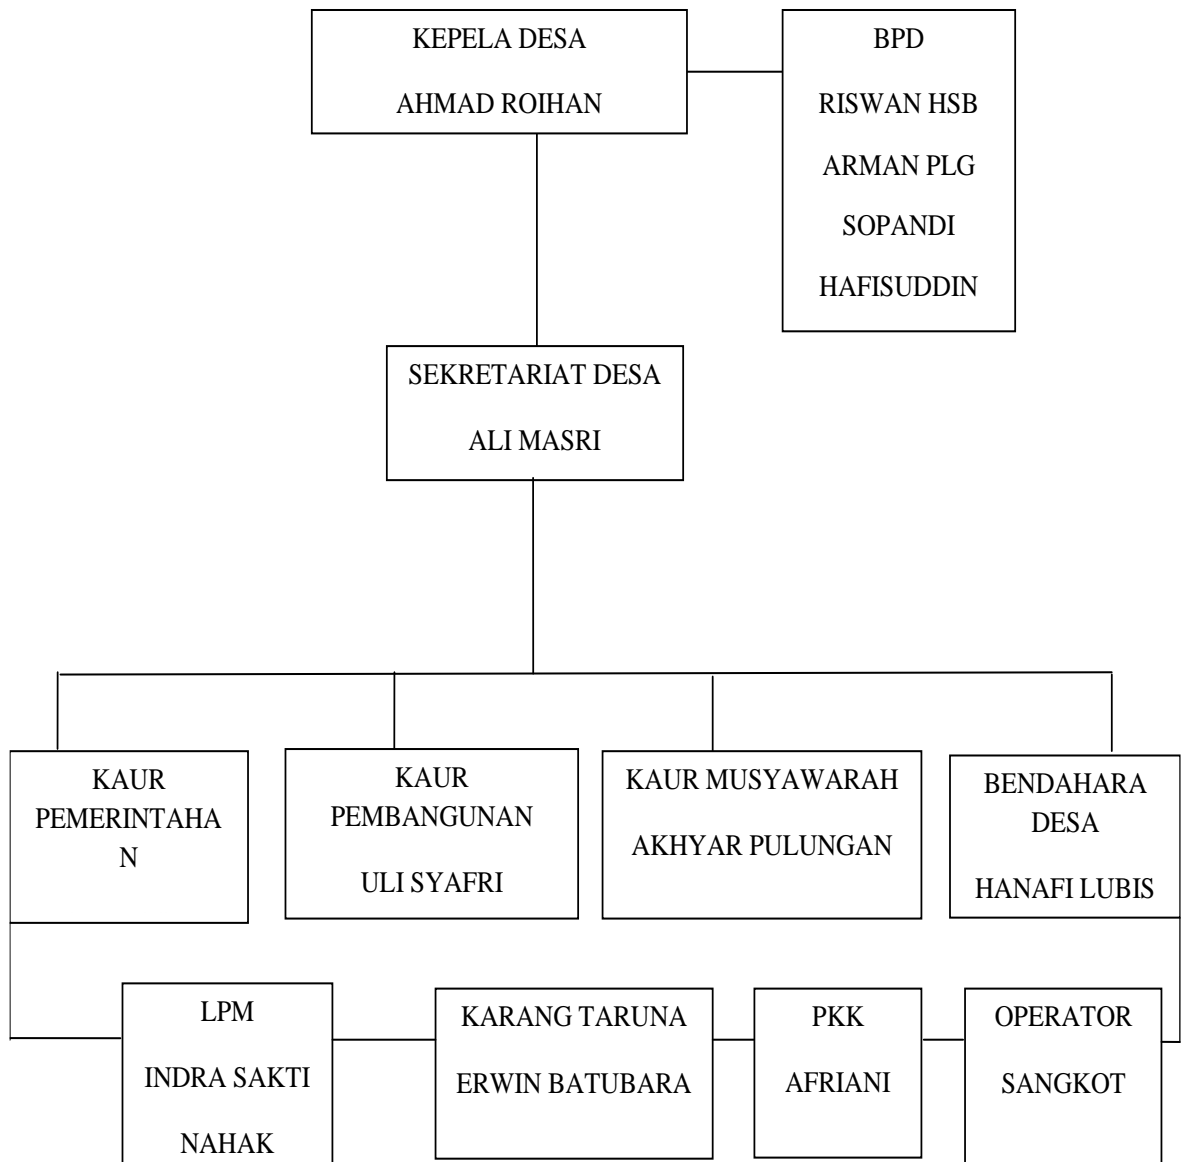 KEPELA DESA
AHMAD ROIHAN
BPD
RISWAN HSB
ARMAN PLG
SOPANDI
HAFISUDDIN
SEKRETARIAT DESA
ALI MASRI
KAUR
PEMERINTAHA
N
KAUR
PEMBANGUNAN
ULI SYAFRI
KAUR MUSYAWARAH
AKHYAR PULUNGAN
BENDAHARA
DESA
HANAFI LUBIS
LPM
INDRA SAKTI
NAHAK
KARANG TARUNA
ERWIN BATUBARA
PKK
AFRIANI
OPERATOR
SANGKOT